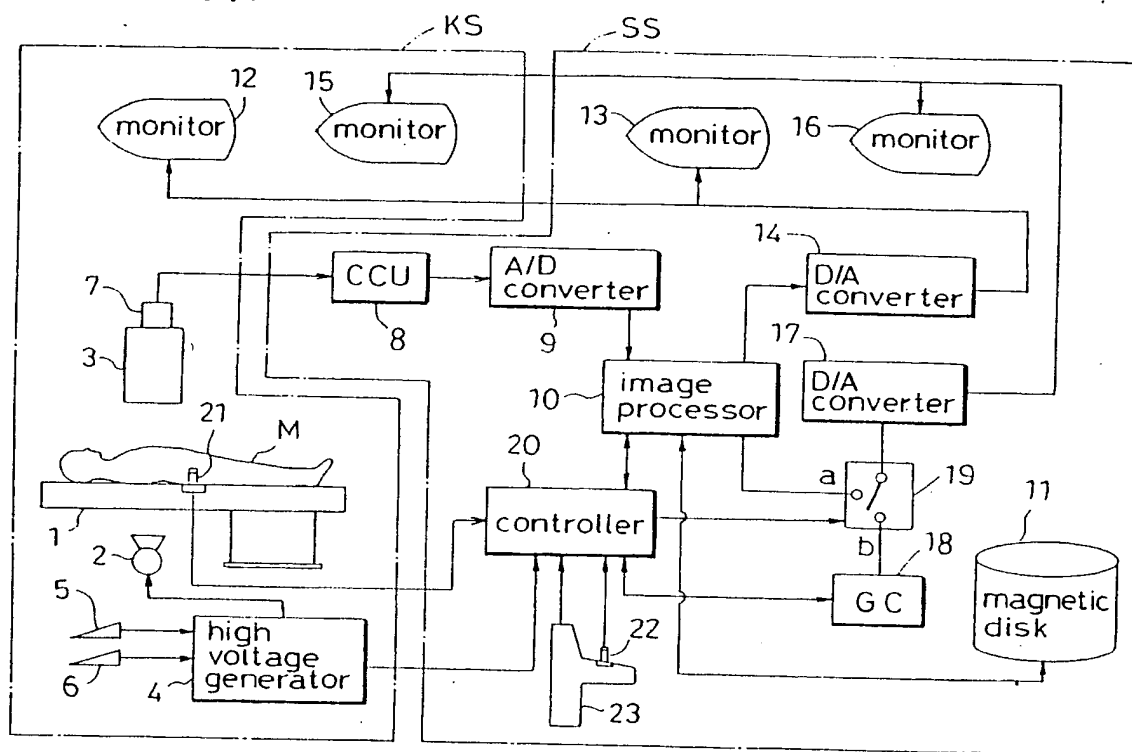 KS
SS
12
monitor
15
monitor
13
monitor
16
monitor
14
D/A
converter
CCU
8
A/D
converter
9
7
3
17
D/A
converter
10
image
processor
21
M
20
controller
a
19
b
11
magnetic
disk
18
GC
1
2
5
6
4
high
voltage
generator
22
23